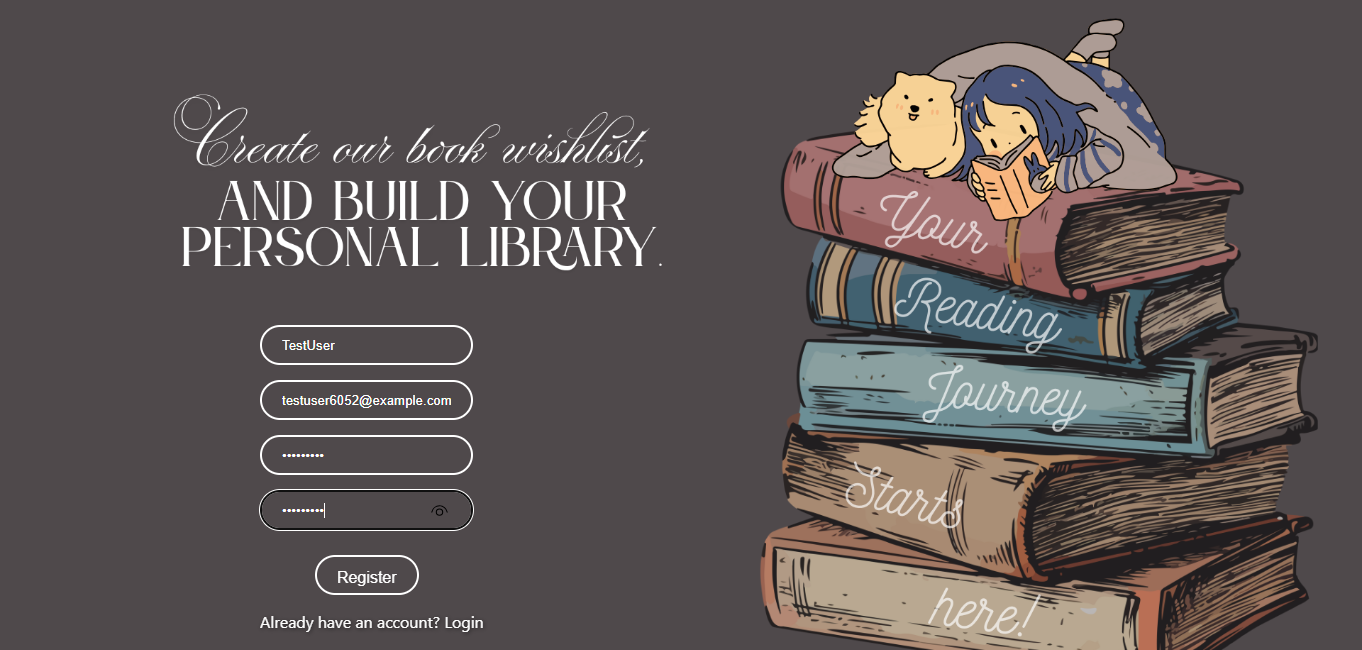 Create our book wishlist,
AND BUILD YOUR
PERSONAL LIBRARY.
TestUser
testuser6052@example.com
•••••••••
•••••••••
Register
Already have an account? Login
Your
Reading
Journey
Starts
here!